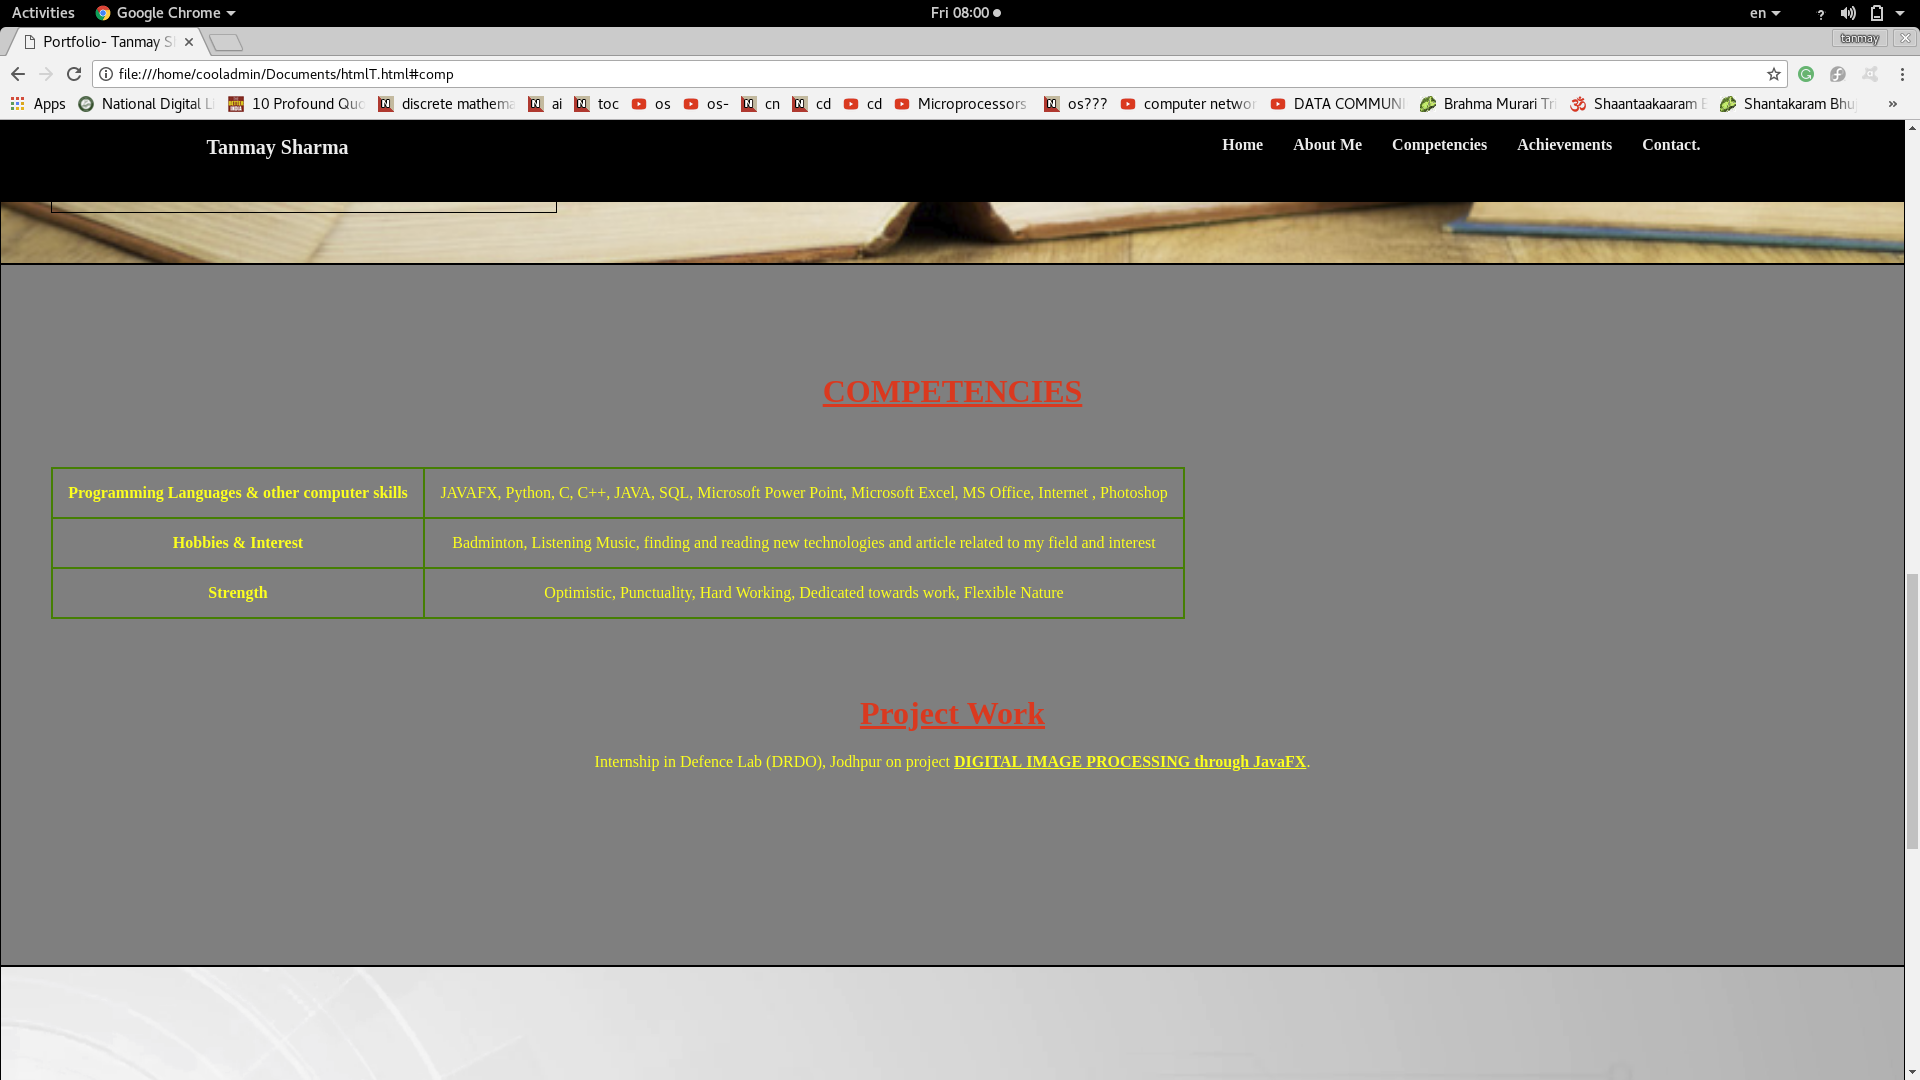 Activities Google Chrome Fri 08:00 en
Portfolio- Tanmay S tanmay
file:///home/cooladmin/Documents/htmlT.html#comp
Apps National Digital L 10 Profound Quo discrete mathema ai toc os os- cn cd cd Microprocessors os??? computer networ DATA COMMUNI Brahma Murari Tri Shaantaakaaram Shantakaram Bhu »
Tanmay Sharma Home About Me Competencies Achievements Contact.
COMPETENCIES
Programming Languages & other computer skills JAVAFX, Python, C, C++, JAVA, SQL, Microsoft Power Point, Microsoft Excel, MS Office, Internet , Photoshop
Hobbies & Interest Badminton, Listening Music, finding and reading new technologies and article related to my field and interest
Strength Optimistic, Punctuality, Hard Working, Dedicated towards work, Flexible Nature
Project Work
Internship in Defence Lab (DRDO), Jodhpur on project DIGITAL IMAGE PROCESSING through JavaFX.